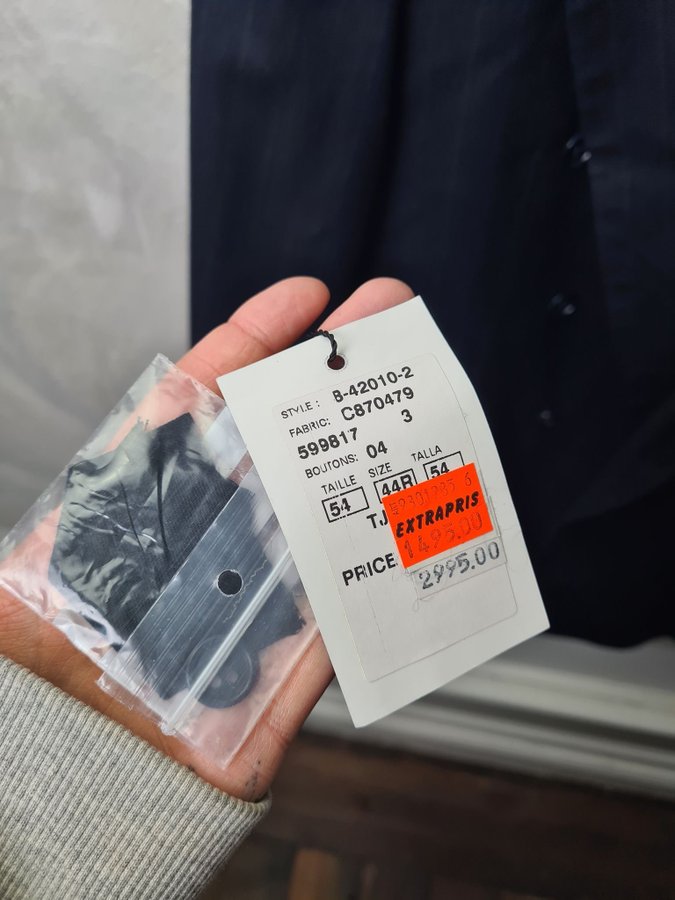 STYLE: B-42010-2
FABRIC: C870479
599817 3
BOUTONS: 04
TAILLE SIZE TALLA
54 44R 54
EXTRAPRIS
1495.00
PRICE
2995.00